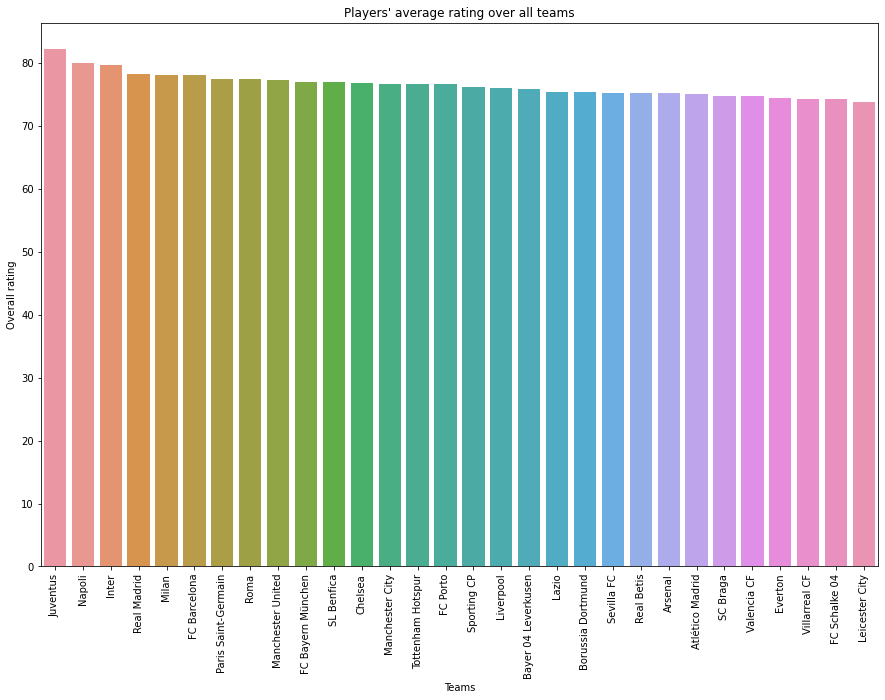 Players' average rating over all teams
Overall rating
80
70
60
50
40
30
20
10
0
Juventus
Napoli
Inter
Real Madrid
Milan
FC Barcelona
Paris Saint-Germain
Roma
Manchester United
FC Bayern München
SL Benfica
Chelsea
Manchester City
Tottenham Hotspur
FC Porto
Sporting CP
Liverpool
Bayer 04 Leverkusen
Lazio
Borussia Dortmund
Sevilla FC
Real Betis
Arsenal
Atlético Madrid
SC Braga
Valencia CF
Everton
Villarreal CF
FC Schalke 04
Leicester City
Teams